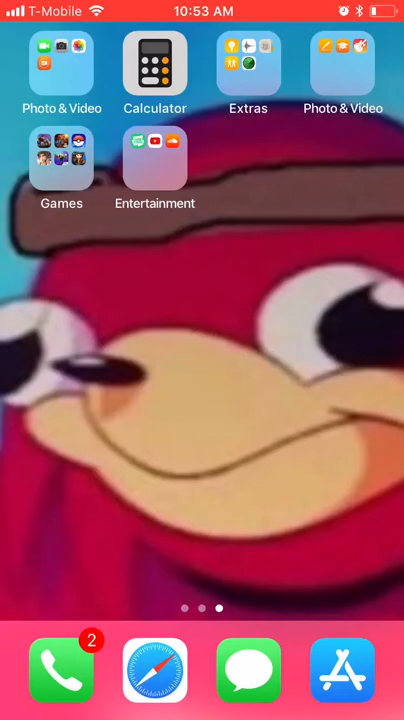 T-Mobile 10:53 AM
Photo & Video Calculator Extras Photo & Video
Games Entertainment
2